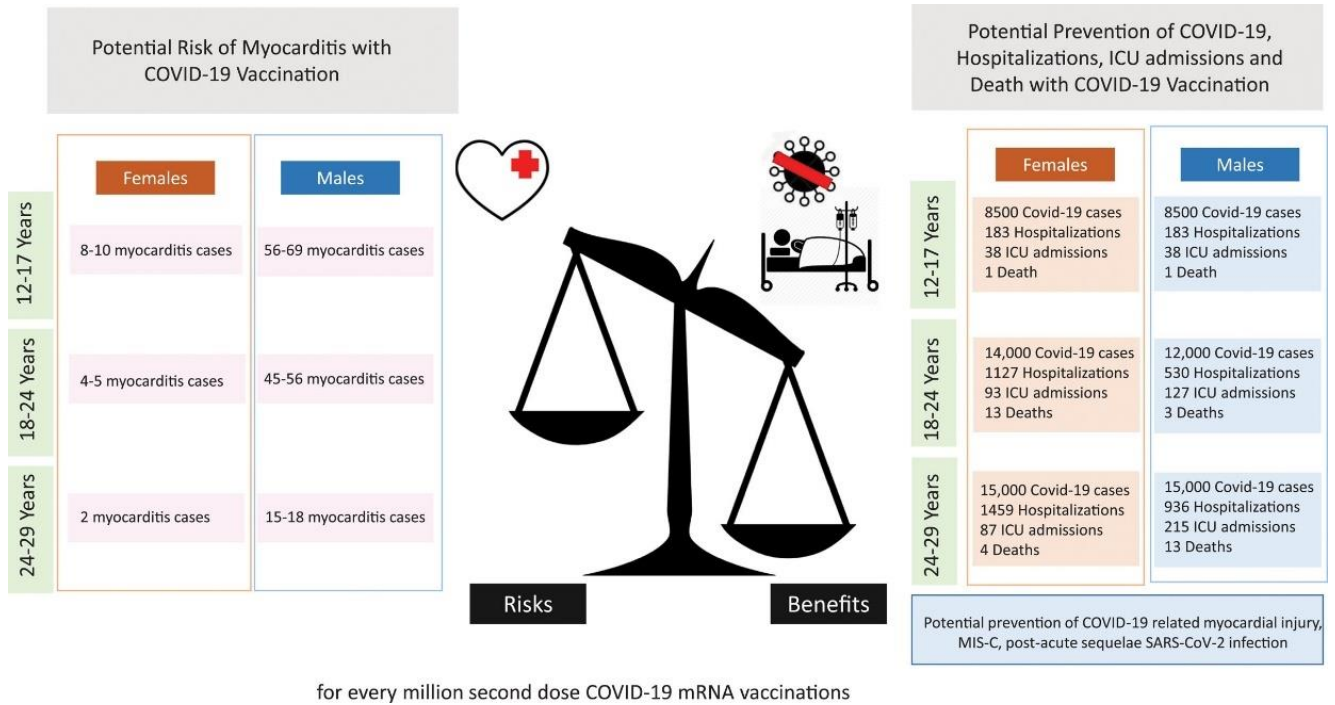 Potential Risk of Myocarditis with
COVID-19 Vaccination
Females
Males
12-17 Years
8-10 myocarditis cases
56-69 myocarditis cases
18-24 Years
4-5 myocarditis cases
45-56 myocarditis cases
24-29 Years
2 myocarditis cases
15-18 myocarditis cases
Risks
Benefits
Potential Prevention of COVID-19,
Hospitalizations, ICU admissions and
Death with COVID-19 Vaccination
Females
Males
12-17 Years
8500 Covid-19 cases
183 Hospitalizations
38 ICU admissions
1 Death
8500 Covid-19 cases
183 Hospitalizations
38 ICU admissions
1 Death
18-24 Years
14,000 Covid-19 cases
1127 Hospitalizations
93 ICU admissions
13 Deaths
12,000 Covid-19 cases
530 Hospitalizations
127 ICU admissions
3 Deaths
24-29 Years
15,000 Covid-19 cases
1459 Hospitalizations
87 ICU admissions
4 Deaths
15,000 Covid-19 cases
936 Hospitalizations
215 ICU admissions
13 Deaths
Potential prevention of COVID-19 related myocardial injury,
MIS-C, post-acute sequelae SARS-CoV-2 infection
for every million second dose COVID-19 mRNA vaccinations